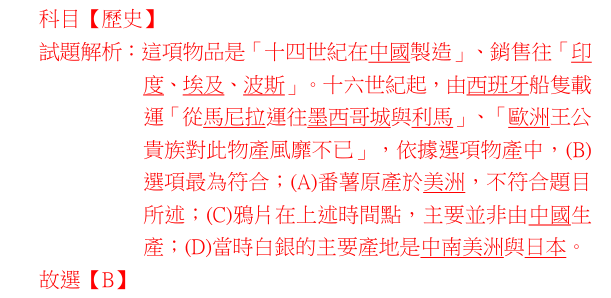 科目【歷史】
試題解析：這項物品是「十四世紀在中國製造」、銷售往「印
度、埃及、波斯」。十六世紀起，由西班牙船隻載
運「從馬尼拉運往墨西哥城與利馬」、「歐洲王公
貴族對此物產風靡不已」，依據選項物產中，(B)
選項最為符合；(A)番薯原產於美洲，不符合題目
所述；(C)鴉片在上述時間點，主要並非由中國生
產；(D)當時白銀的主要產地是中南美洲與日本。
故選【B】